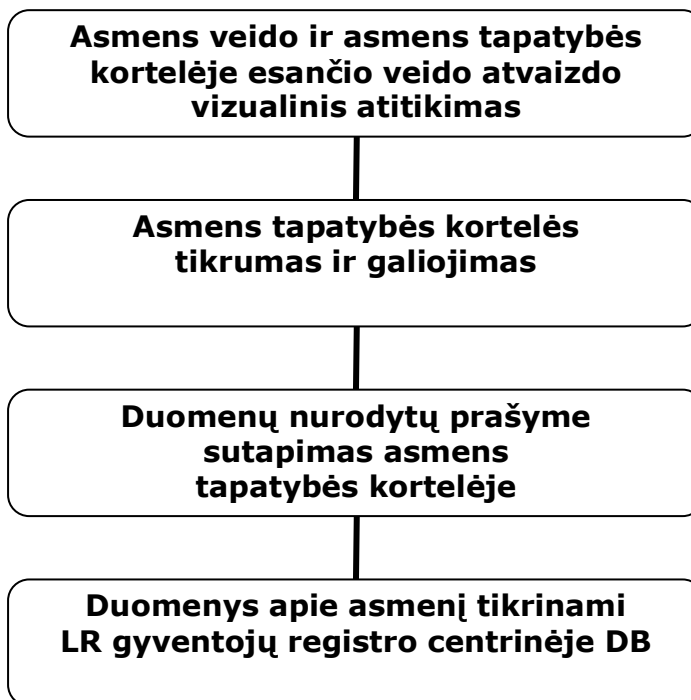 Asmens veido ir asmens tapatybės
kortelėje esančio veido atvaizdo
vizualinis atitikimas
Asmens tapatybės kortelės
tikrumas ir galiojimas
Duomenų nurodytų prašyme
sutapimas asmens
tapatybės kortelėje
Duomenys apie asmenį tikrinami
LR gyventojų registro centrinėje DB